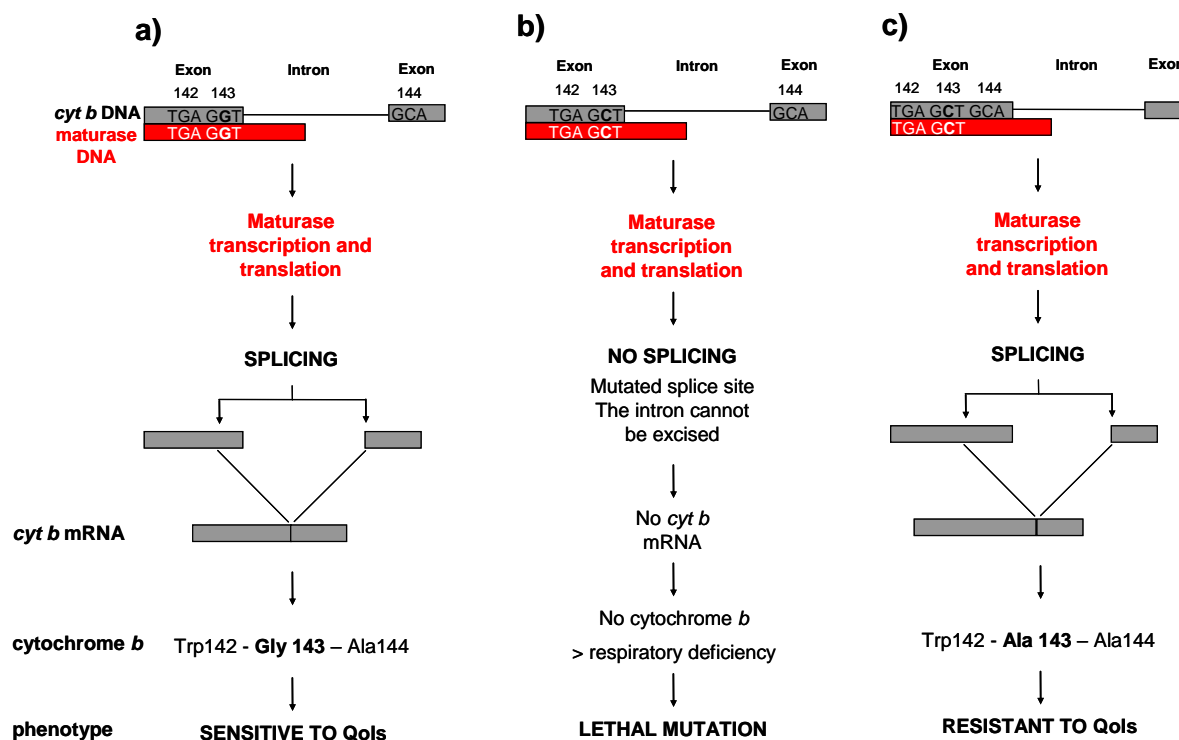 a)
Exon Intron Exon
142 143 144
cyt b DNA TGA GGT GCA
maturase DNA TGA GGT
Maturase
transcription and
translation
SPLICING
cyt b mRNA
cytochrome b Trp142 - Gly 143 – Ala144
phenotype SENSITIVE TO QoIs
b)
Exon Intron Exon
142 143 144
TGA GCT GCA
TGA GCT
Maturase
transcription
and translation
NO SPLICING
Mutated splice site
The intron cannot
be excised
No cyt b
mRNA
No cytochrome b
> respiratory deficiency
LETHAL MUTATION
c)
Exon Intron Exon
142 143 144
TGA GCT GCA
TGA GCT
Maturase
transcription
and translation
SPLICING
Trp142 - Ala 143 – Ala144
RESISTANT TO QoIs